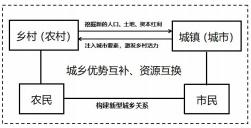 挖掘新的人口、土地、资本红利
乡村（农村）
城镇（城市）
注入城市要素，激发乡村活力
城乡优势互补、资源互换
农民
市民
构建新型城乡关系